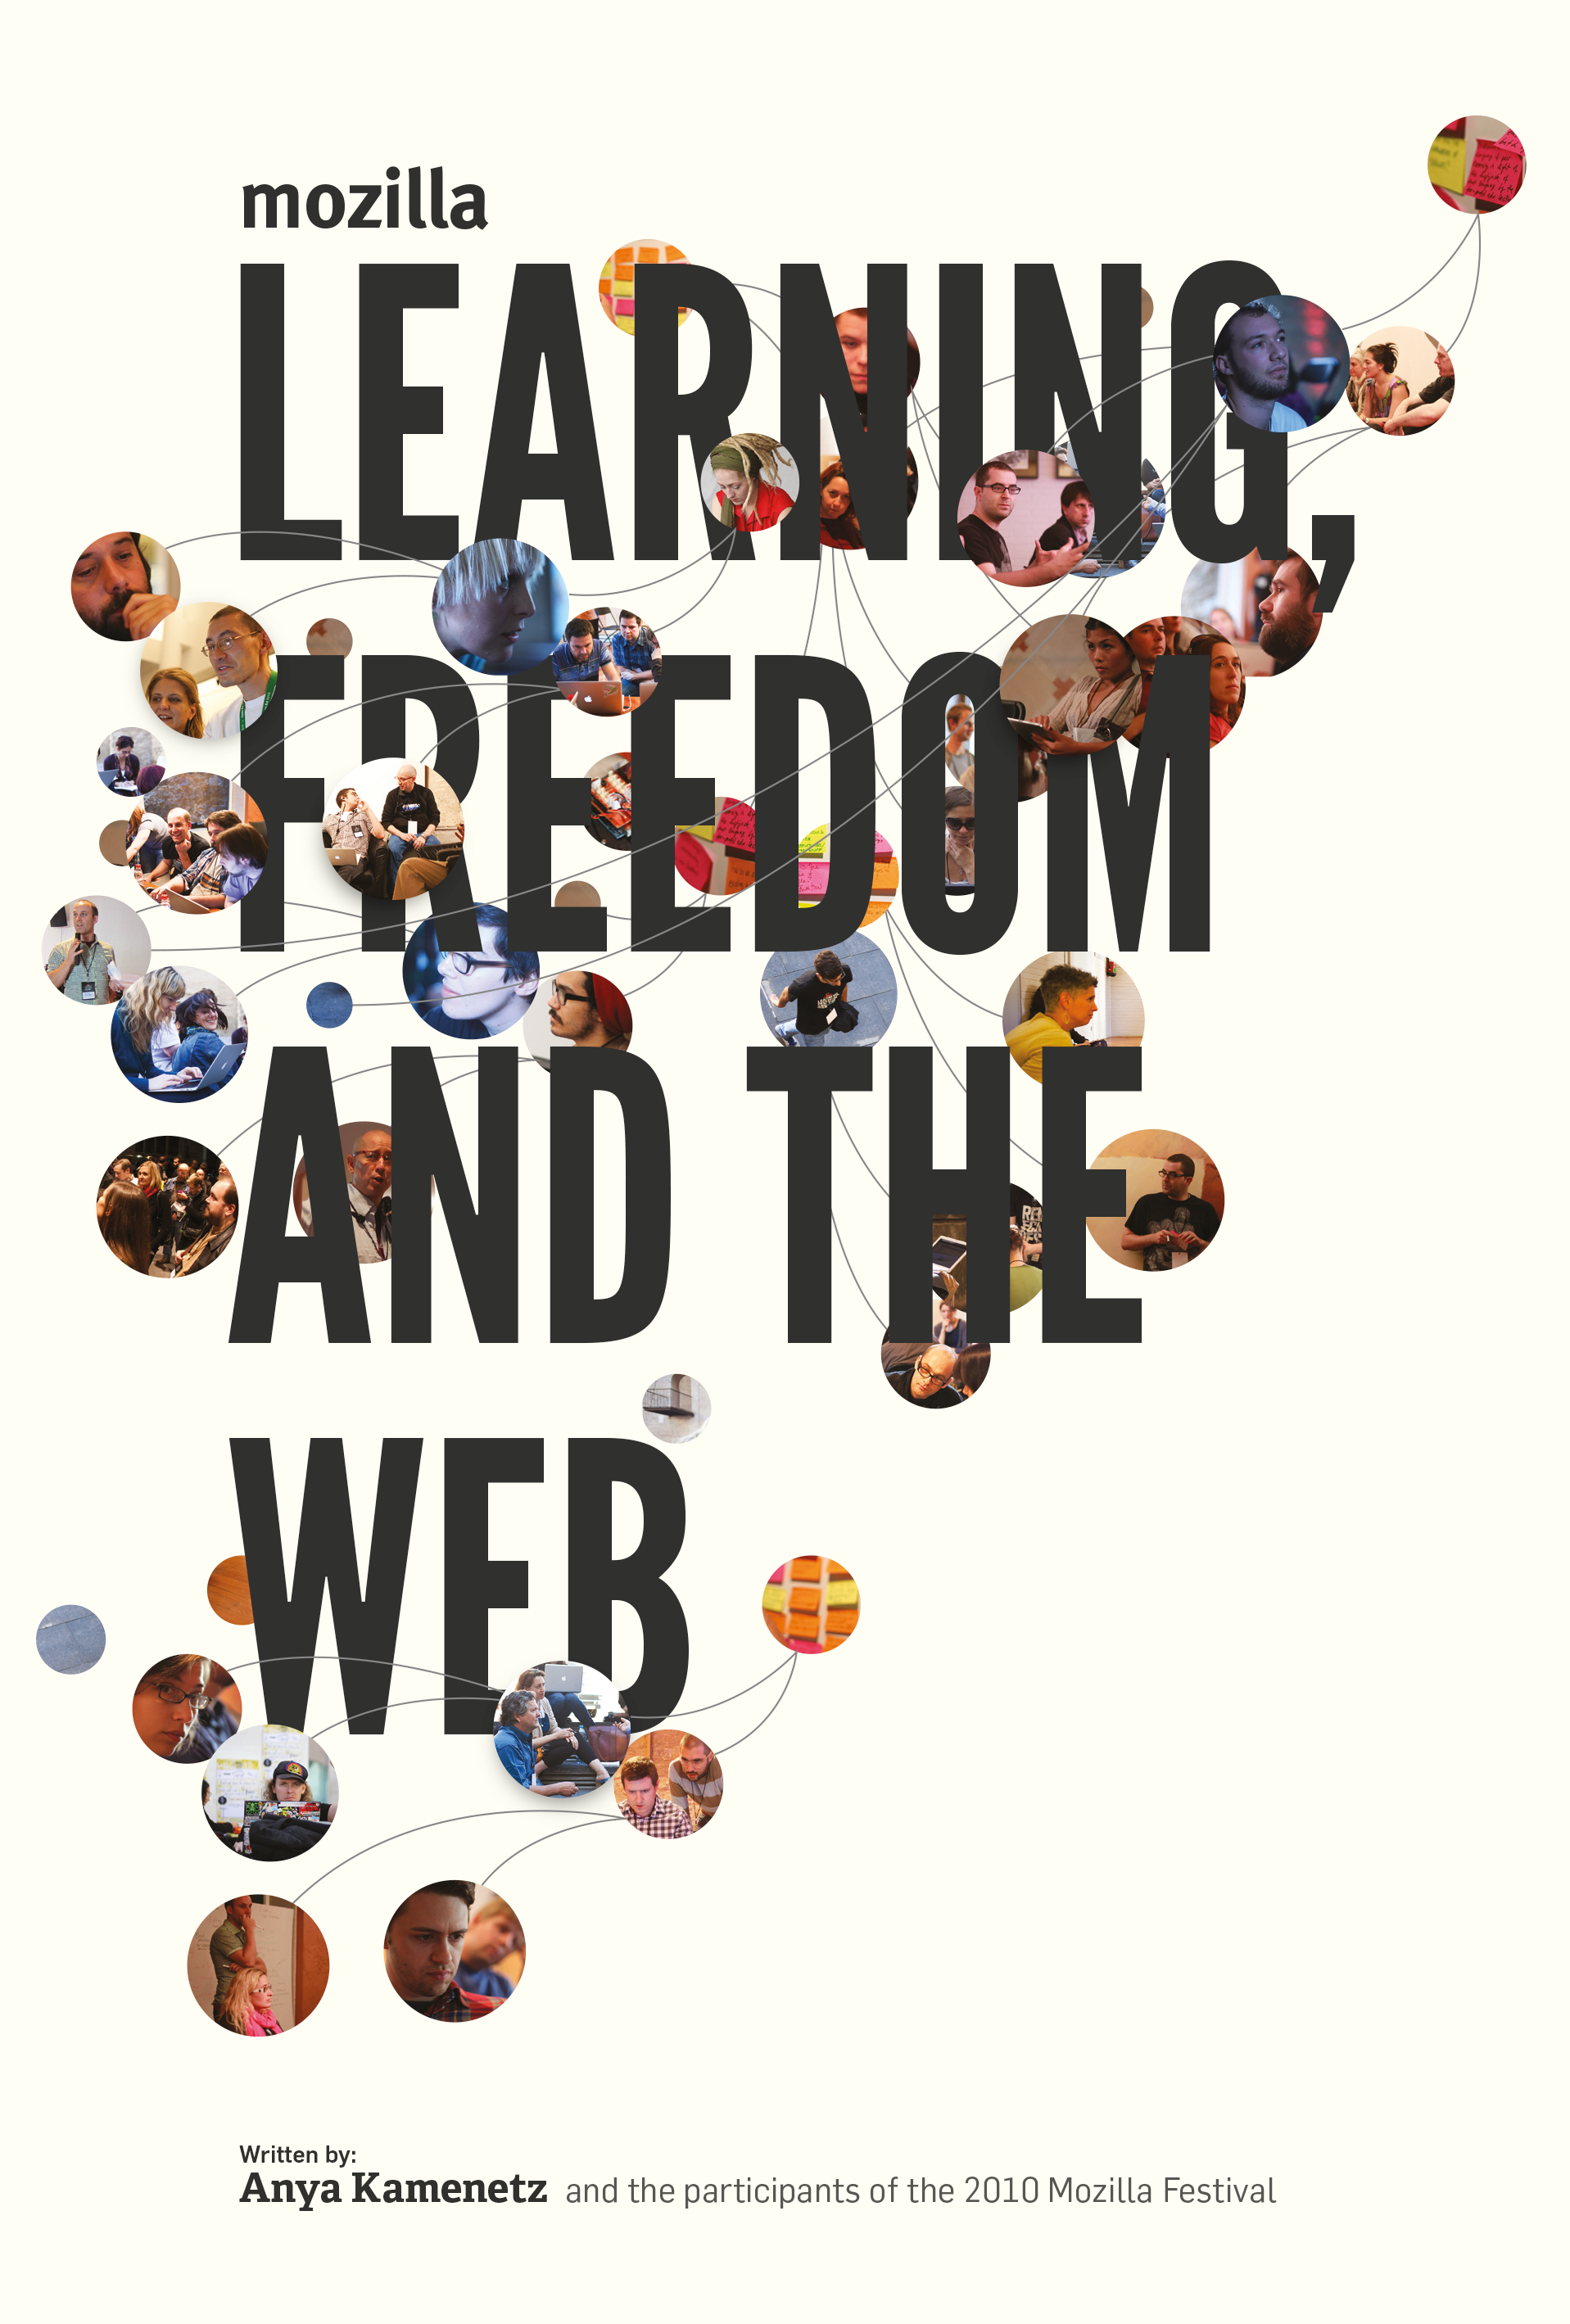 mozilla
LEARNING,
FREEDOM
AND THE
WEB
Written by:
Anya Kamenetz and the participants of the 2010 Mozilla Festival